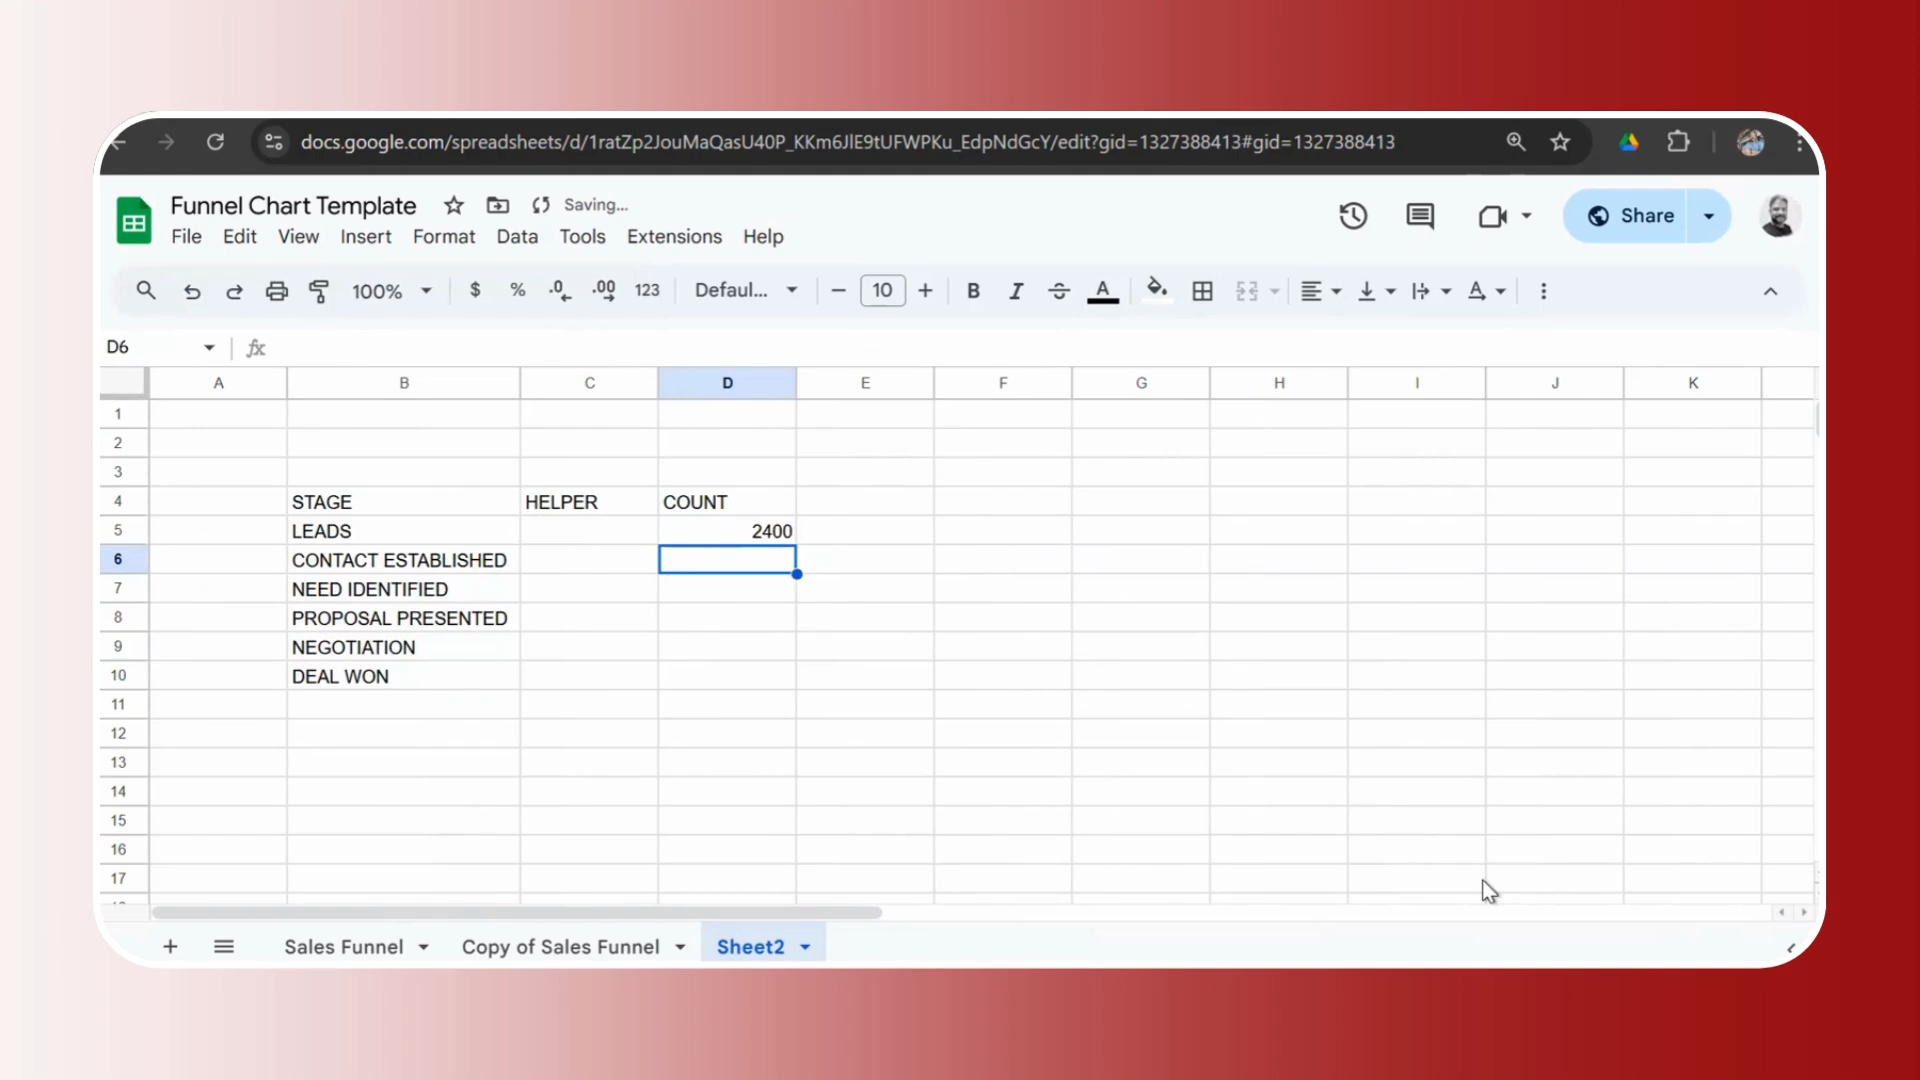 docs.google.com/spreadsheets/d/1ratZp2JouMaQasU40P_KKm6JlE9tUFWPKu_EdpNdGcY/edit?gid=1327388413#gid=1327388413
Funnel Chart Template Saving...
Share
File Edit View Insert Format Data Tools Extensions Help
100% $ % .0 .00 123 Defaul... − 10 + B I S A
D6 fx
A B C D E F G H I J K
1
2
3
4 STAGE HELPER COUNT
5 LEADS 2400
6 CONTACT ESTABLISHED
7 NEED IDENTIFIED
8 PROPOSAL PRESENTED
9 NEGOTIATION
10 DEAL WON
11
12
13
14
15
16
17
+ Sales Funnel Copy of Sales Funnel Sheet2